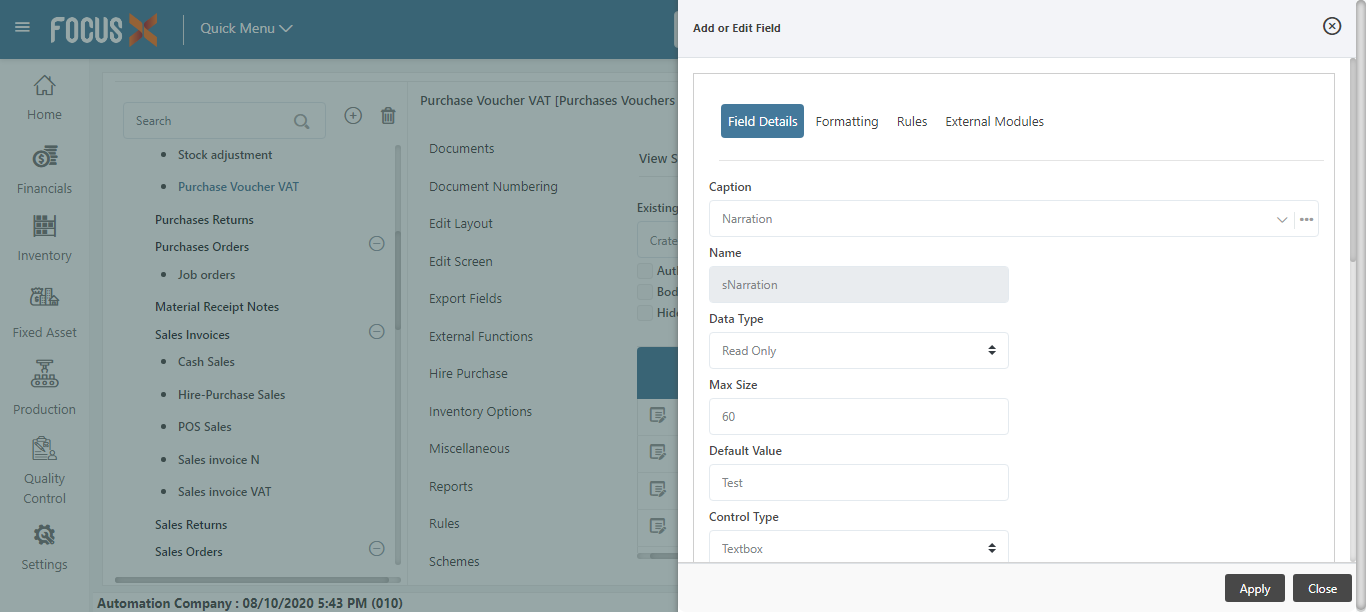 FOCUS X
Quick Menu
Add or Edit Field
Home
Financials
Inventory
Fixed Asset
Production
Quality
Control
Settings
Search
Stock adjustment
Purchase Voucher VAT
Purchases Returns
Purchases Orders
Job orders
Material Receipt Notes
Sales Invoices
Cash Sales
Hire-Purchase Sales
POS Sales
Sales invoice N
Sales invoice VAT
Sales Returns
Sales Orders
Purchase Voucher VAT [Purchases Vouchers
Documents
Document Numbering
Edit Layout
Edit Screen
Export Fields
External Functions
Hire Purchase
Inventory Options
Miscellaneous
Reports
Rules
Schemes
View S
Existing
Crate
Aut
Bod
Hide
Field Details
Formatting
Rules
External Modules
Caption
Narration
Name
sNarration
Data Type
Read Only
Max Size
60
Default Value
Test
Control Type
Textbox
Apply
Close
Automation Company : 08/10/2020 5:43 PM (010)